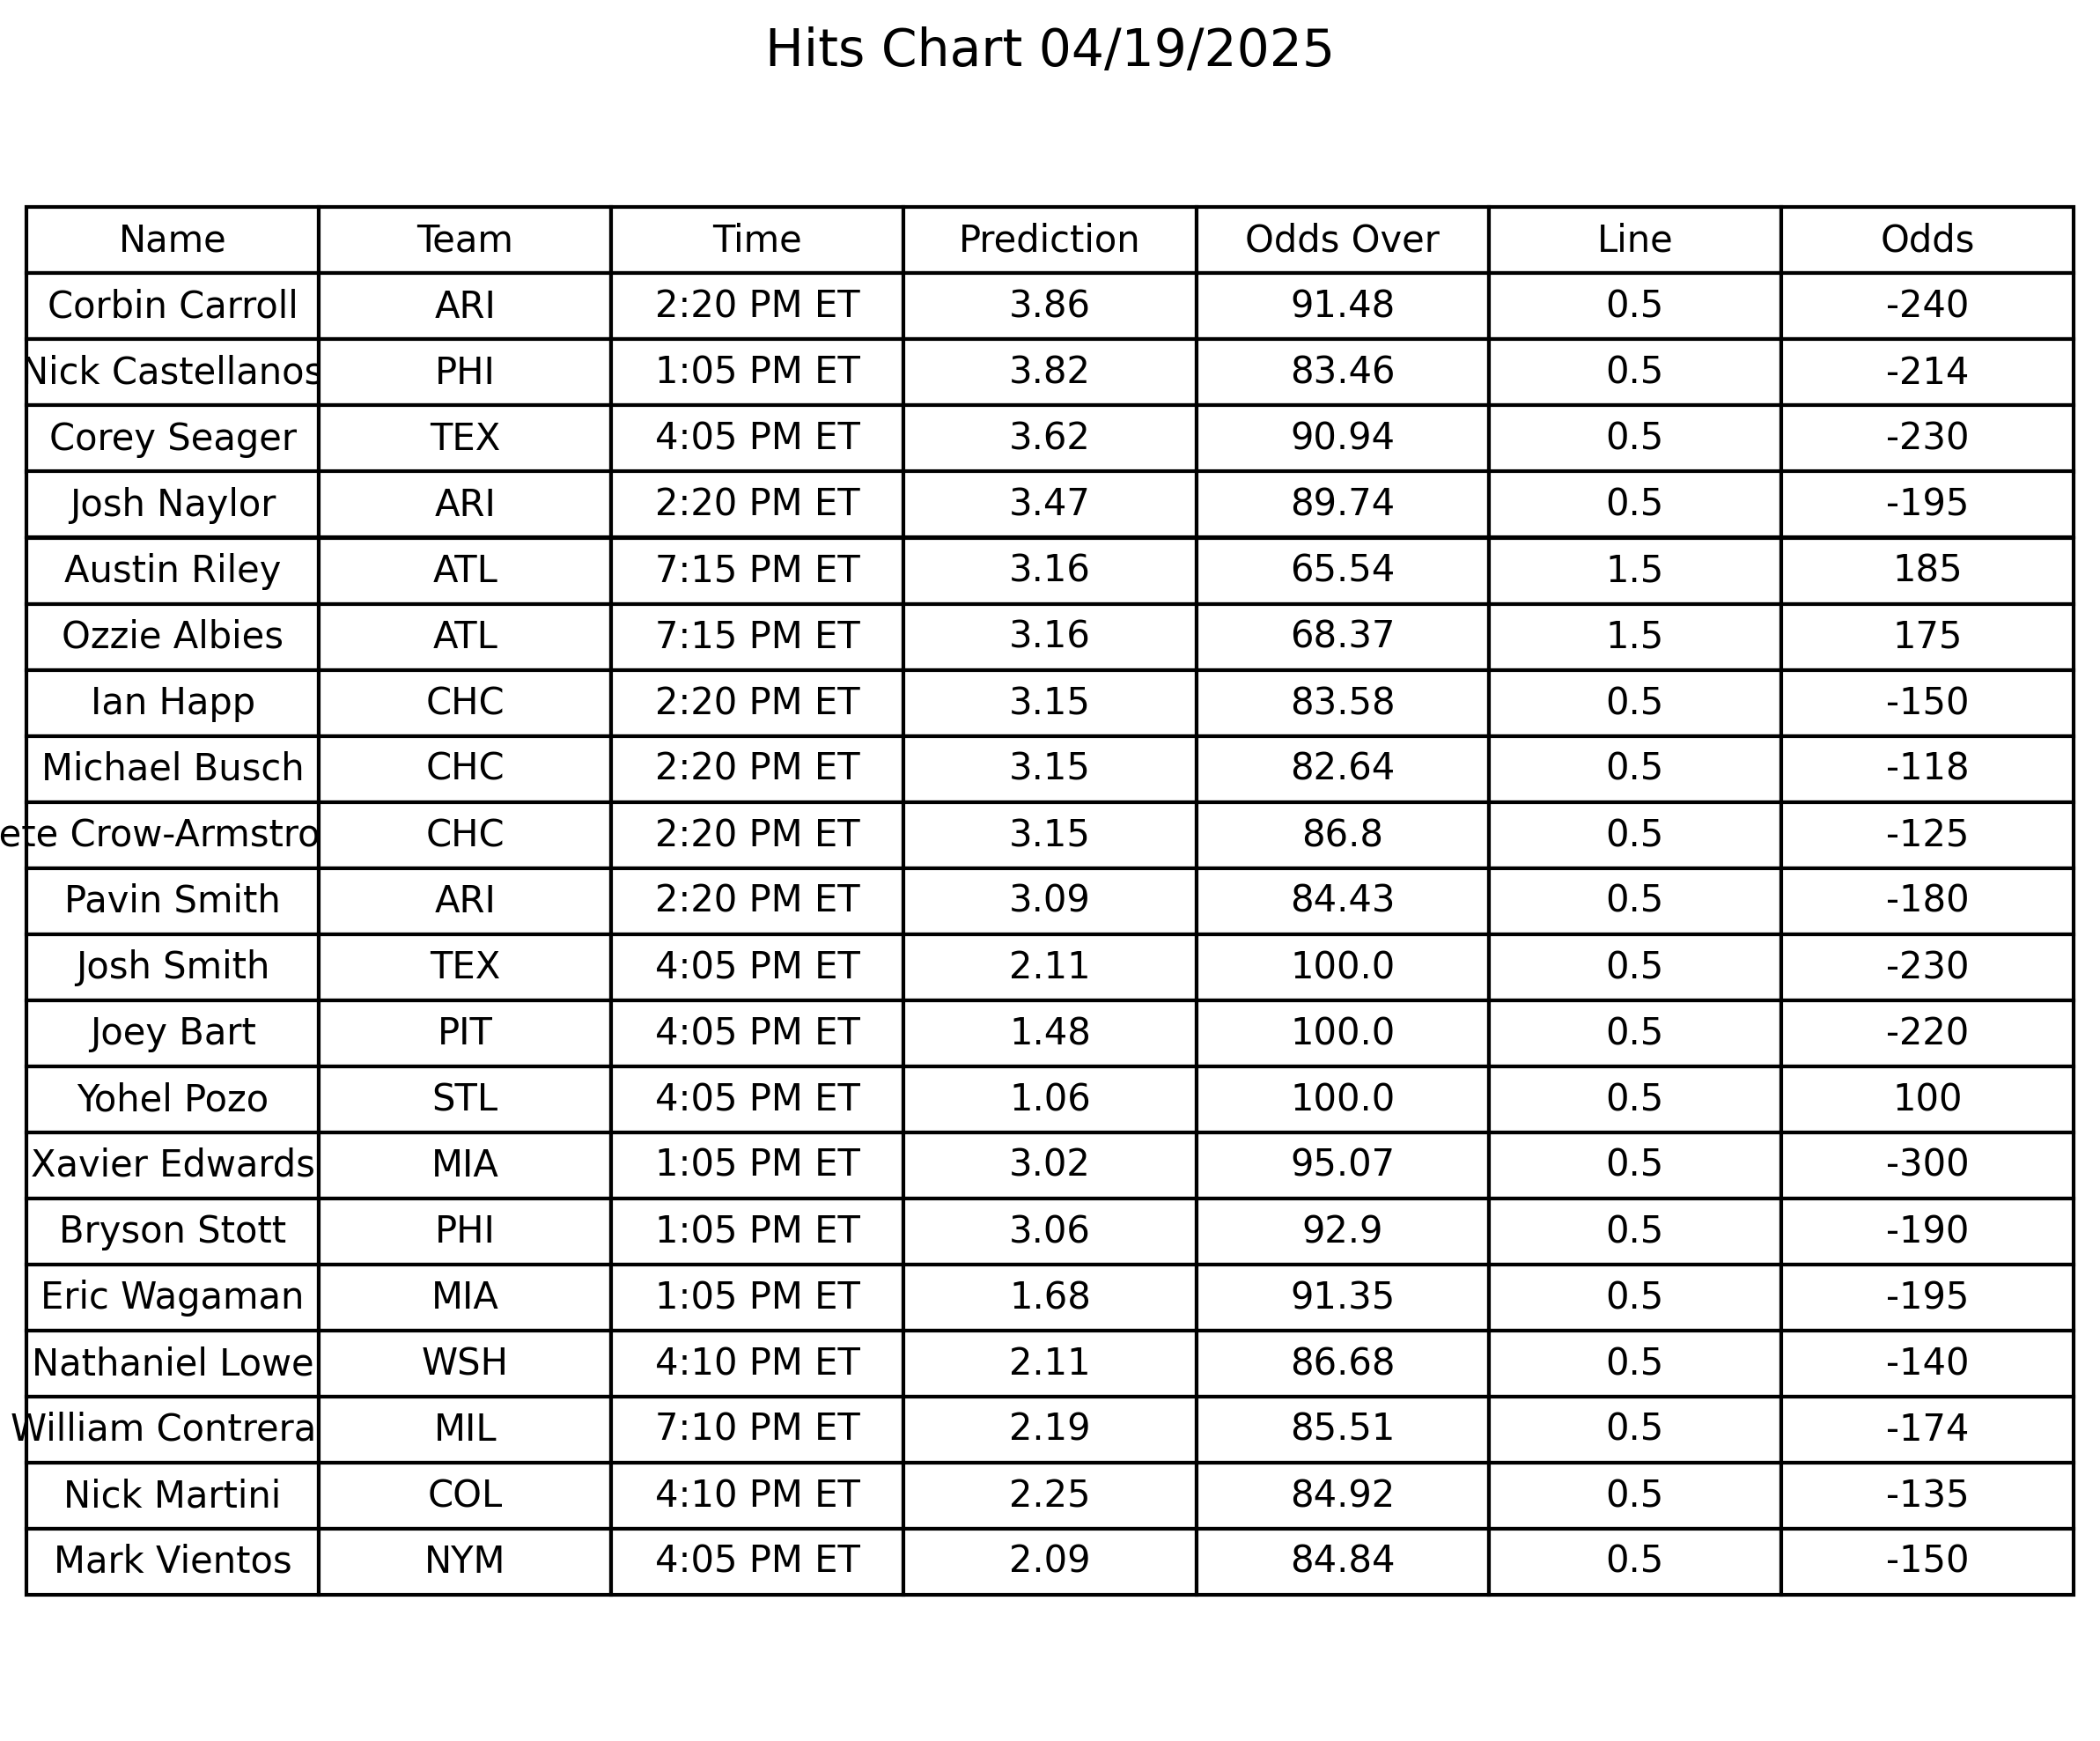 Hits Chart 04/19/2025
Name Team Time Prediction Odds Over Line Odds
Corbin Carroll ARI 2:20 PM ET 3.86 91.48 0.5 -240
Nick Castellanos PHI 1:05 PM ET 3.82 83.46 0.5 -214
Corey Seager TEX 4:05 PM ET 3.62 90.94 0.5 -230
Josh Naylor ARI 2:20 PM ET 3.47 89.74 0.5 -195
Austin Riley ATL 7:15 PM ET 3.16 65.54 1.5 185
Ozzie Albies ATL 7:15 PM ET 3.16 68.37 1.5 175
Ian Happ CHC 2:20 PM ET 3.15 83.58 0.5 -150
Michael Busch CHC 2:20 PM ET 3.15 82.64 0.5 -118
ete Crow-Armstro CHC 2:20 PM ET 3.15 86.8 0.5 -125
Pavin Smith ARI 2:20 PM ET 3.09 84.43 0.5 -180
Josh Smith TEX 4:05 PM ET 2.11 100.0 0.5 -230
Joey Bart PIT 4:05 PM ET 1.48 100.0 0.5 -220
Yohel Pozo STL 4:05 PM ET 1.06 100.0 0.5 100
Xavier Edwards MIA 1:05 PM ET 3.02 95.07 0.5 -300
Bryson Stott PHI 1:05 PM ET 3.06 92.9 0.5 -190
Eric Wagaman MIA 1:05 PM ET 1.68 91.35 0.5 -195
Nathaniel Lowe WSH 4:10 PM ET 2.11 86.68 0.5 -140
William Contrera MIL 7:10 PM ET 2.19 85.51 0.5 -174
Nick Martini COL 4:10 PM ET 2.25 84.92 0.5 -135
Mark Vientos NYM 4:05 PM ET 2.09 84.84 0.5 -150